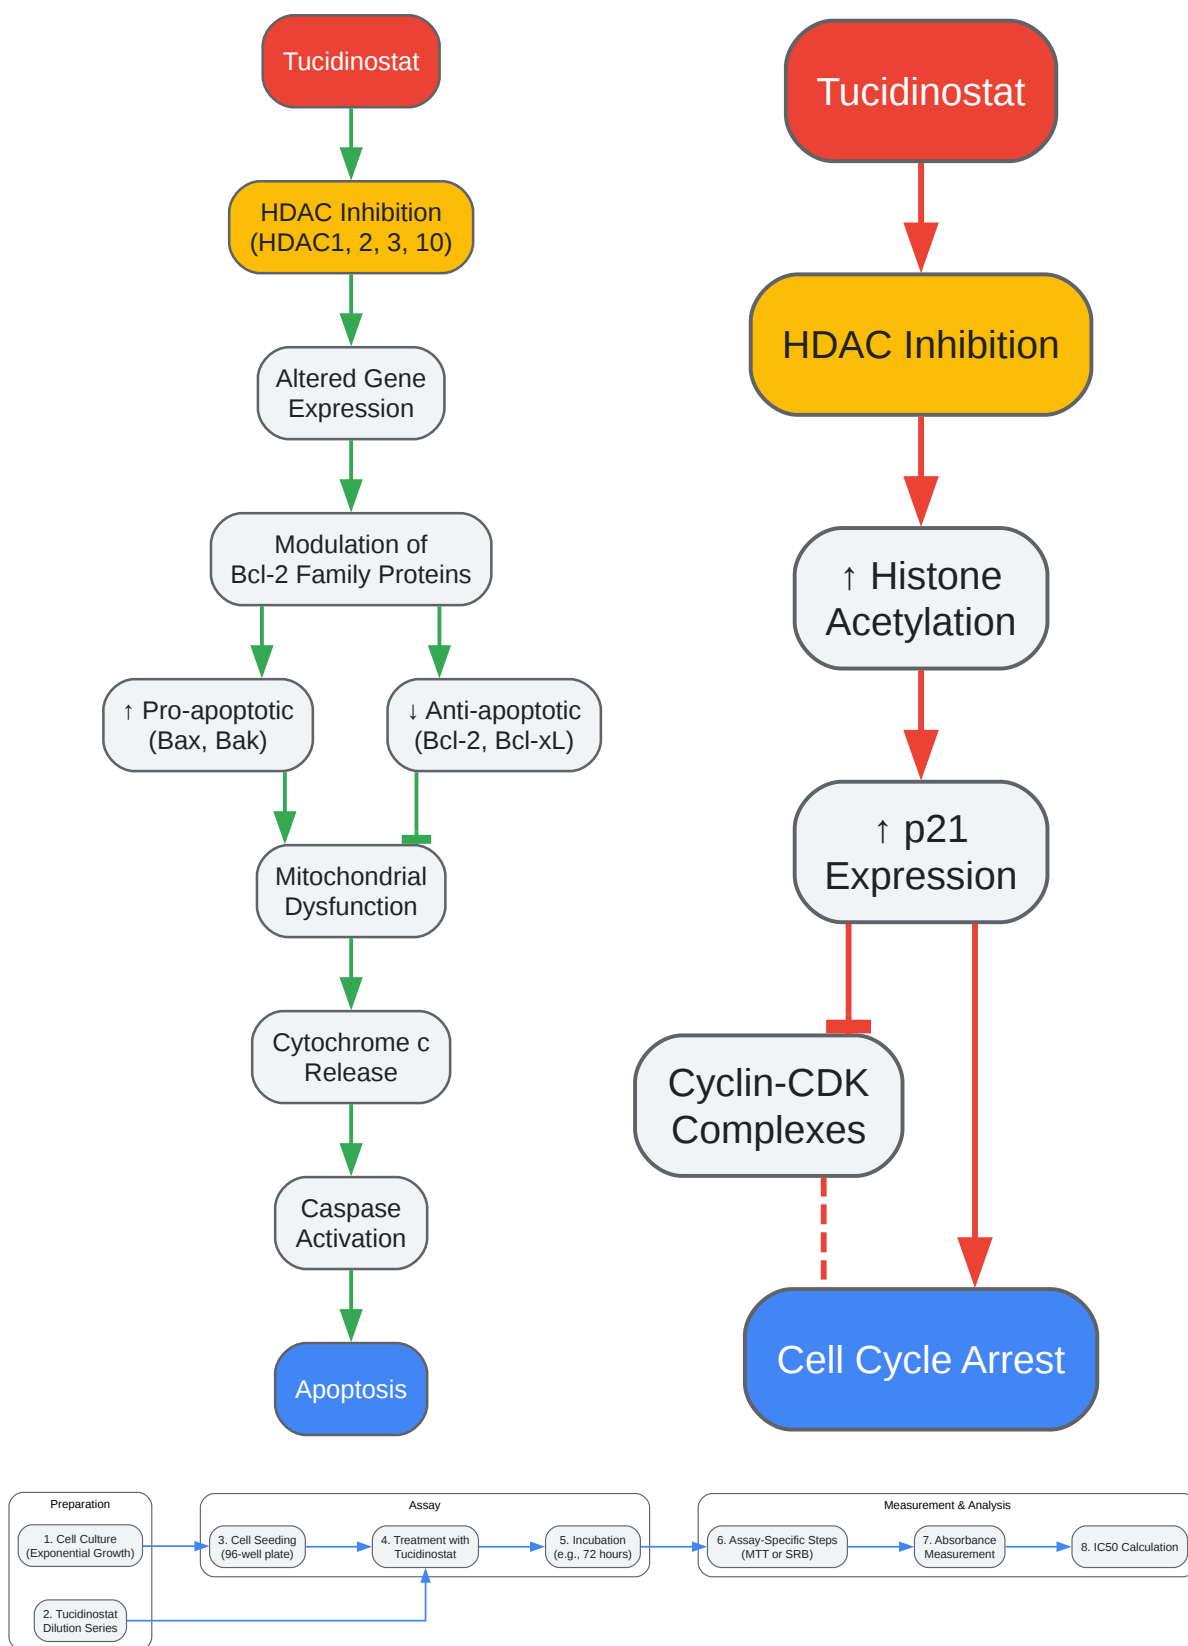 Tucidinostat
HDAC Inhibition
(HDAC1, 2, 3, 10)
Altered Gene
Expression
Modulation of
Bcl-2 Family Proteins
↑ Pro-apoptotic
(Bax, Bak)
↓ Anti-apoptotic
(Bcl-2, Bcl-xL)
Mitochondrial
Dysfunction
Cytochrome c
Release
Caspase
Activation
Apoptosis
Tucidinostat
HDAC Inhibition
↑ Histone
Acetylation
↑ p21
Expression
Cyclin-CDK
Complexes
Cell Cycle Arrest
Preparation
1. Cell Culture
(Exponential Growth)
2. Tucidinostat
Dilution Series
Assay
3. Cell Seeding
(96-well plate)
4. Treatment with
Tucidinostat
5. Incubation
(e.g., 72 hours)
Measurement & Analysis
6. Assay-Specific Steps
(MTT or SRB)
7. Absorbance
Measurement
8. IC50 Calculation